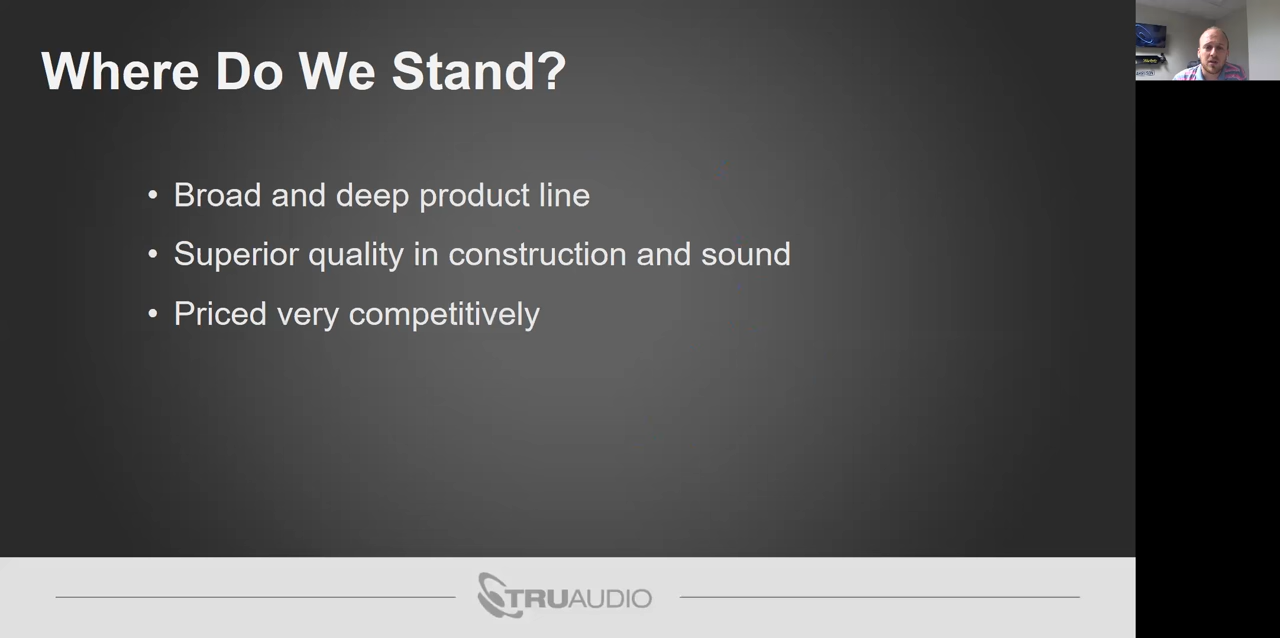 Where Do We Stand?
• Broad and deep product line
• Superior quality in construction and sound
• Priced very competitively
TRUAUDIO